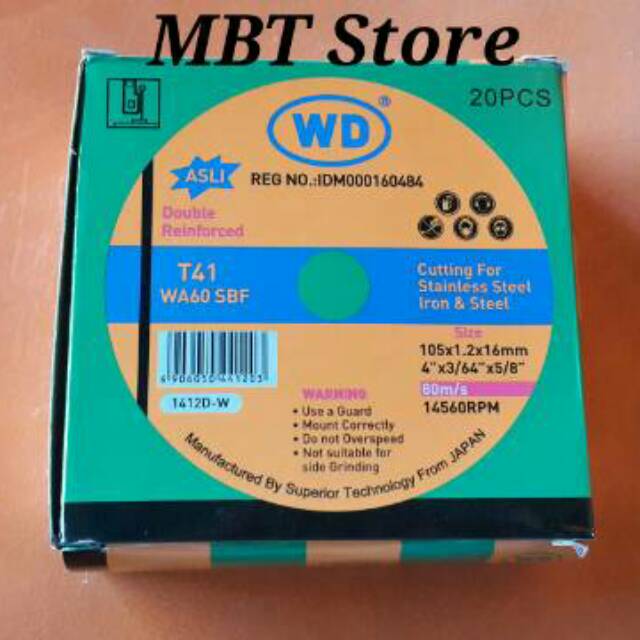 MBT Store
20PCS
WD®
ASLI
REG NO.:IDM000160484
Double
Reinforced
T41
WA60 SBF
Cutting For
Stainless Steel
Iron & Steel
Size
105x1.2x16mm
4"x3/64"x5/8"
80m/s
14560RPM
1412D-W
WARNING
• Use a Guard
• Mount Correctly
• Do not Overspeed
• Not suitable for
side Grinding
Manufactured By Superior Technology From JAPAN